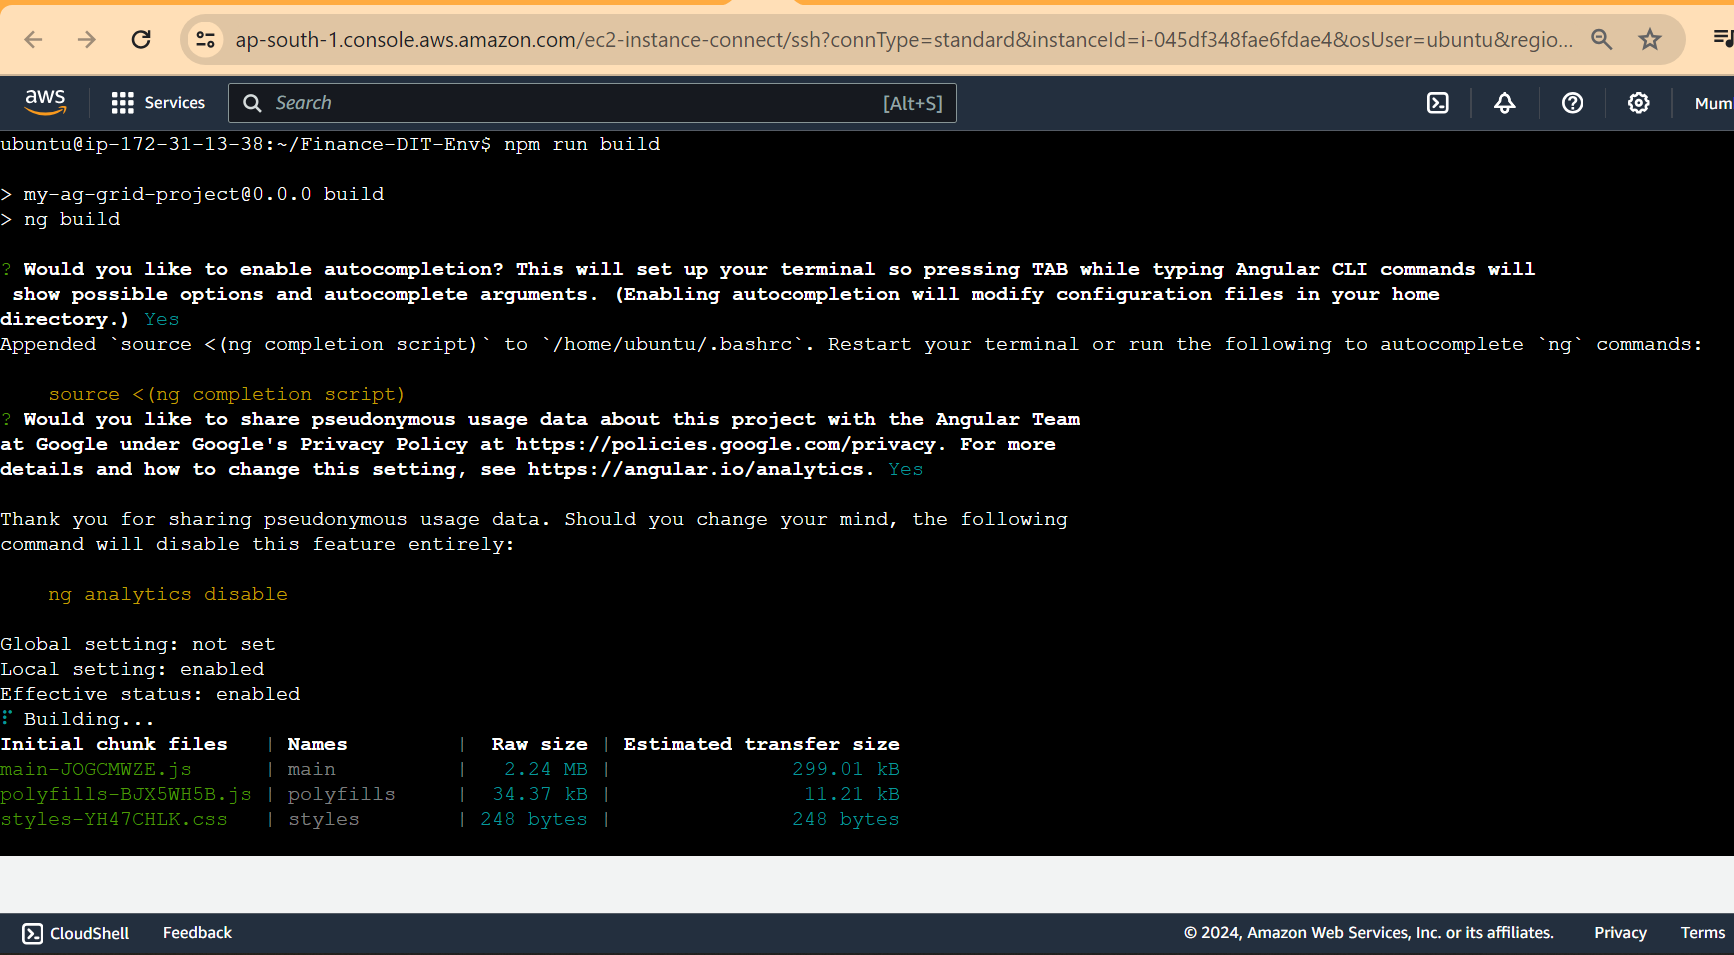 ap-south-1.console.aws.amazon.com/ec2-instance-connect/ssh?connType=standard&instanceId=i-045df348fae6fdae4&osUser=ubuntu&regio...
aws Services Search [Alt+S] Mum
ubuntu@ip-172-31-13-38:~/Finance-DIT-Env$ npm run build
> my-ag-grid-project@0.0.0 build
> ng build
? Would you like to enable autocompletion? This will set up your terminal so pressing TAB while typing Angular CLI commands will
show possible options and autocomplete arguments. (Enabling autocompletion will modify configuration files in your home
directory.) Yes
Appended `source <(ng completion script)` to `/home/ubuntu/.bashrc`. Restart your terminal or run the following to autocomplete `ng` commands:
source <(ng completion script)
? Would you like to share pseudonymous usage data about this project with the Angular Team
at Google under Google's Privacy Policy at https://policies.google.com/privacy. For more
details and how to change this setting, see https://angular.io/analytics. Yes
Thank you for sharing pseudonymous usage data. Should you change your mind, the following
command will disable this feature entirely:
ng analytics disable
Global setting: not set
Local setting: enabled
Effective status: enabled
⠏ Building...
Initial chunk files | Names | Raw size | Estimated transfer size
main-JOGCMWZE.js | main | 2.24 MB | 299.01 kB
polyfills-BJX5WH5B.js | polyfills | 34.37 kB | 11.21 kB
styles-YH47CHLK.css | styles | 248 bytes | 248 bytes
CloudShell Feedback © 2024, Amazon Web Services, Inc. or its affiliates. Privacy Terms